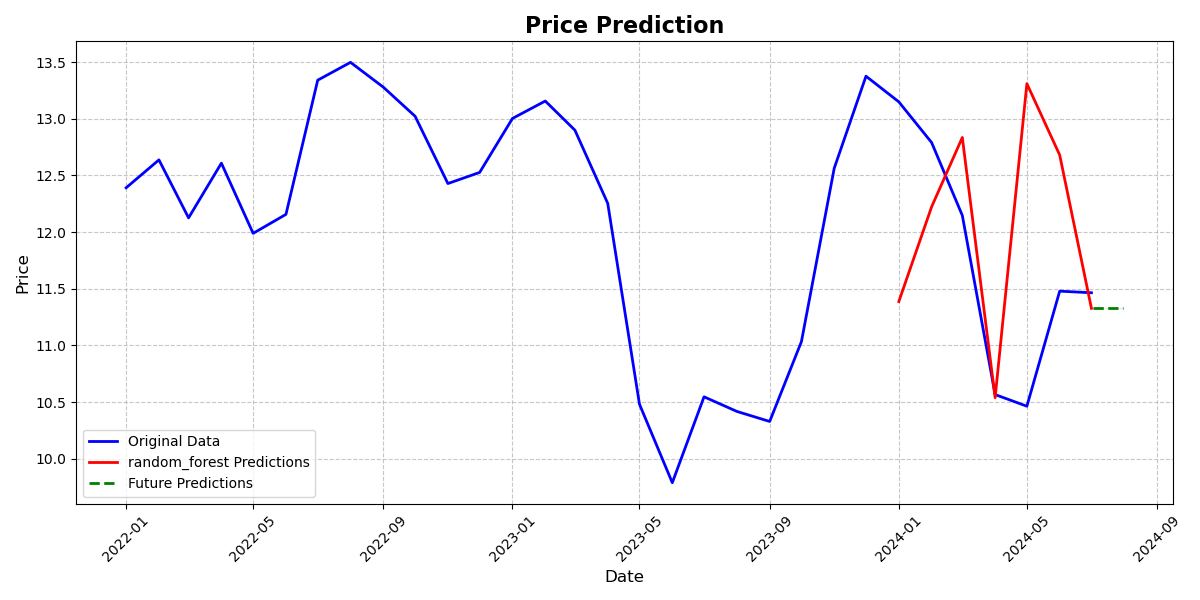 Price Prediction
Price
13.5
13.0
12.5
12.0
11.5
11.0
10.5
10.0
Original Data
random_forest Predictions
Future Predictions
2022-01
2022-05
2022-09
2023-01
2023-05
2023-09
2024-01
2024-05
2024-09
Date